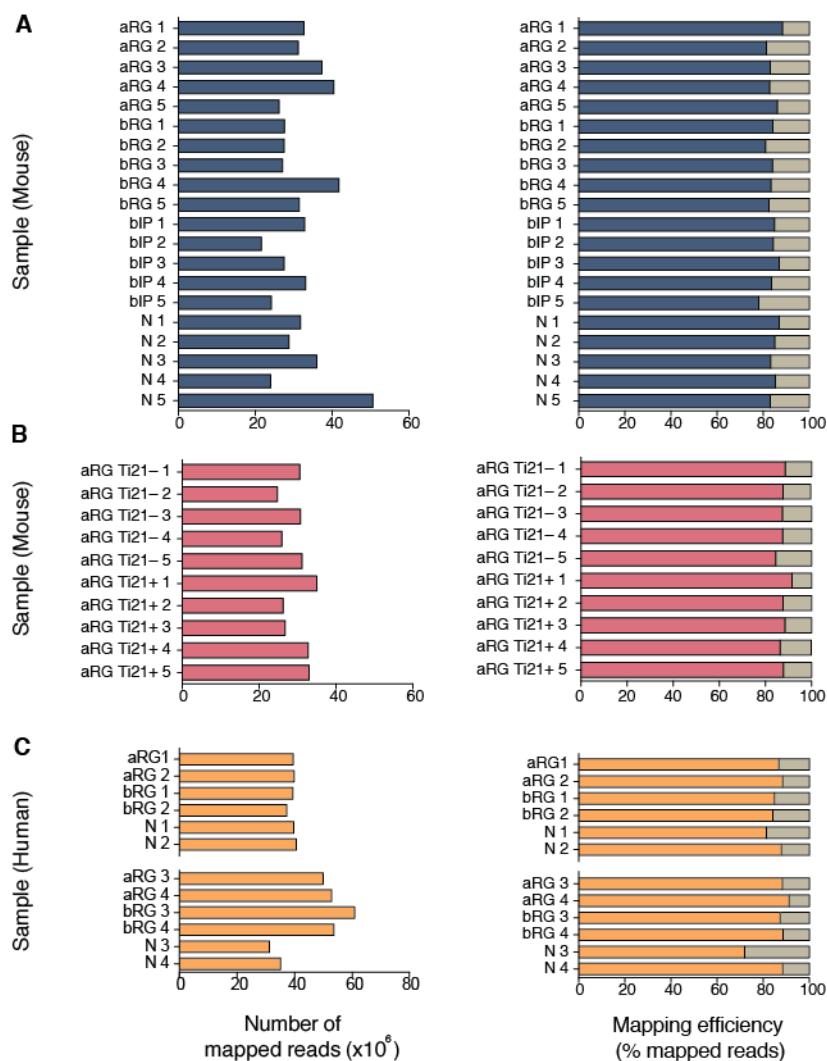 A
Sample (Mouse)
aRG 1
aRG 2
aRG 3
aRG 4
aRG 5
bRG 1
bRG 2
bRG 3
bRG 4
bRG 5
bIP 1
bIP 2
bIP 3
bIP 4
bIP 5
N 1
N 2
N 3
N 4
N 5
0 20 40 60
aRG 1
aRG 2
aRG 3
aRG 4
aRG 5
bRG 1
bRG 2
bRG 3
bRG 4
bRG 5
bIP 1
bIP 2
bIP 3
bIP 4
bIP 5
N 1
N 2
N 3
N 4
N 5
0 20 40 60 80 100
B
Sample (Mouse)
aRG Ti21– 1
aRG Ti21– 2
aRG Ti21– 3
aRG Ti21– 4
aRG Ti21– 5
aRG Ti21+ 1
aRG Ti21+ 2
aRG Ti21+ 3
aRG Ti21+ 4
aRG Ti21+ 5
0 20 40 60
aRG Ti21– 1
aRG Ti21– 2
aRG Ti21– 3
aRG Ti21– 4
aRG Ti21– 5
aRG Ti21+ 1
aRG Ti21+ 2
aRG Ti21+ 3
aRG Ti21+ 4
aRG Ti21+ 5
0 20 40 60 80 100
C
Sample (Human)
aRG1
aRG 2
bRG 1
bRG 2
N 1
N 2
aRG 3
aRG 4
bRG 3
bRG 4
N 3
N 4
0 20 40 60 80
Number of
mapped reads (x10⁶)
aRG1
aRG 2
bRG 1
bRG 2
N 1
N 2
aRG 3
aRG 4
bRG 3
bRG 4
N 3
N 4
0 20 40 60 80 100
Mapping efficiency
(% mapped reads)